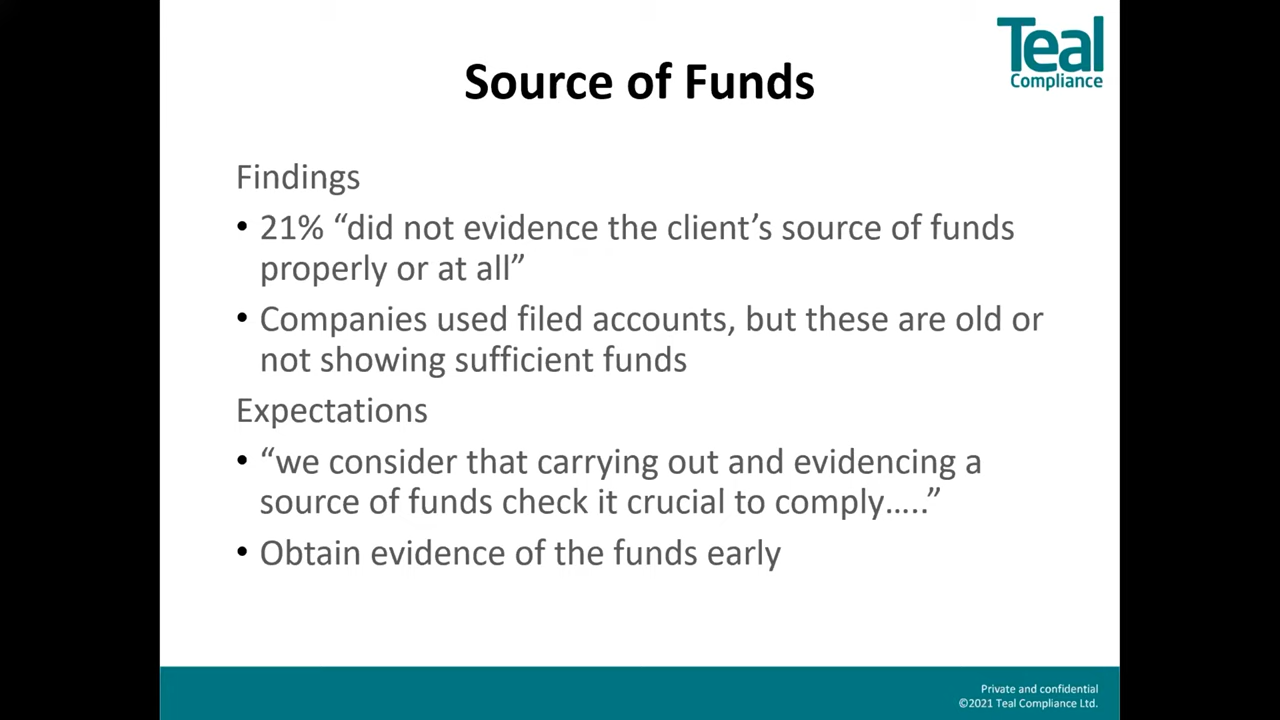 Teal
Compliance
Source of Funds
Findings
• 21% “did not evidence the client’s source of funds
properly or at all”
• Companies used filed accounts, but these are old or
not showing sufficient funds
Expectations
• “we consider that carrying out and evidencing a
source of funds check it crucial to comply…..”
• Obtain evidence of the funds early
Private and confidential
©2021 Teal Compliance Ltd.